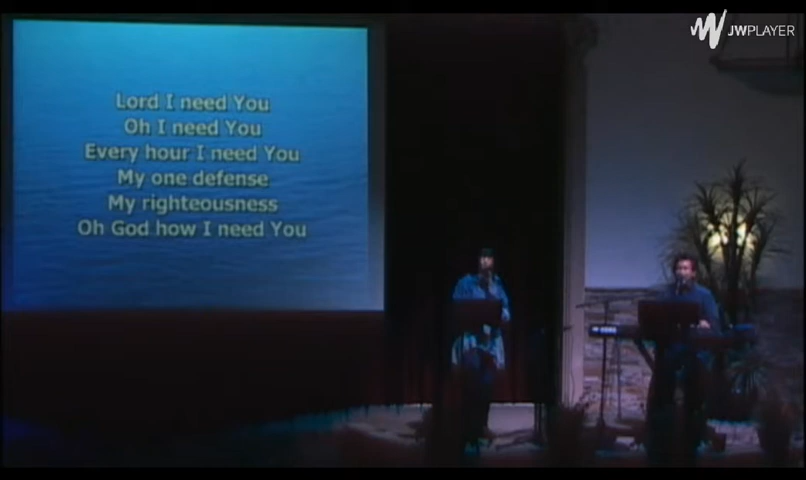 JWPLAYER
Lord I need You
Oh I need You
Every hour I need You
My one defense
My righteousness
Oh God how I need You
KORG